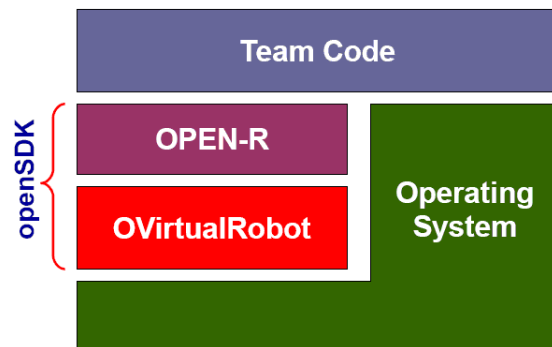 Team Code
openSDK
OPEN-R
OVirtualRobot
Operating
System